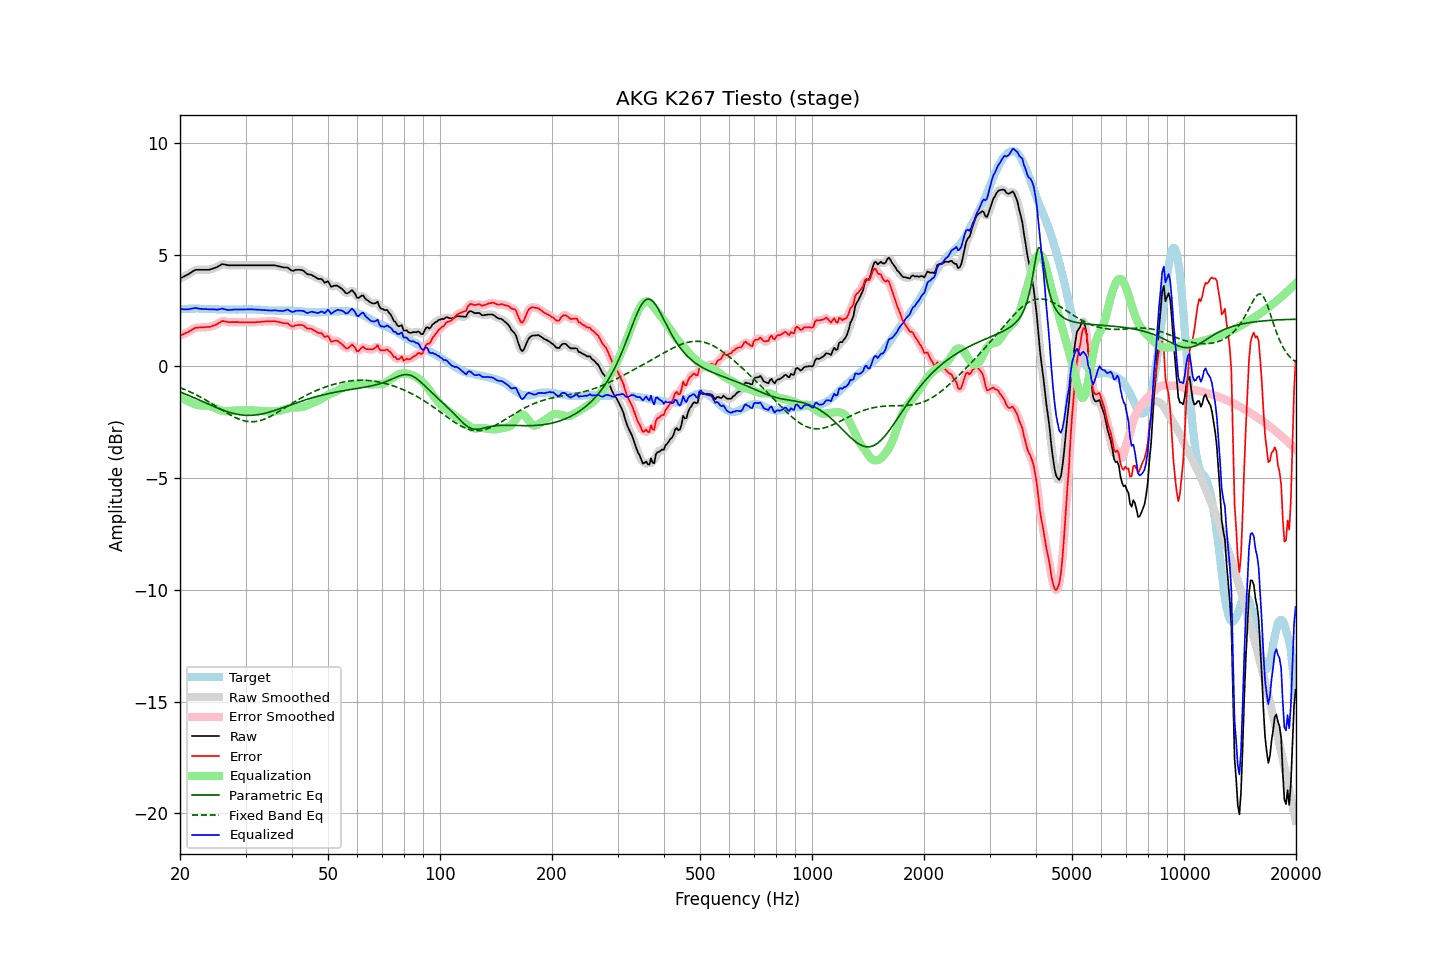 AKG K267 Tiesto (stage)
10
5
0
−5
−10
−15
−20
Amplitude (dBr)
Target
Raw Smoothed
Error Smoothed
Raw
Error
Equalization
Parametric Eq
Fixed Band Eq
Equalized
20 50 100 200 500 1000 2000 5000 10000 20000
Frequency (Hz)